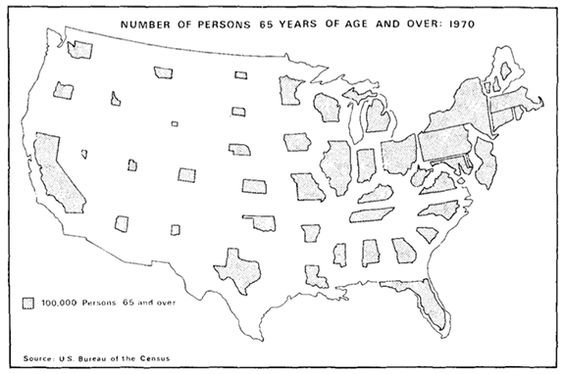 NUMBER OF PERSONS 65 YEARS OF AGE AND OVER: 1970
100,000 Persons 65 and over
Source: U.S. Bureau of the Census